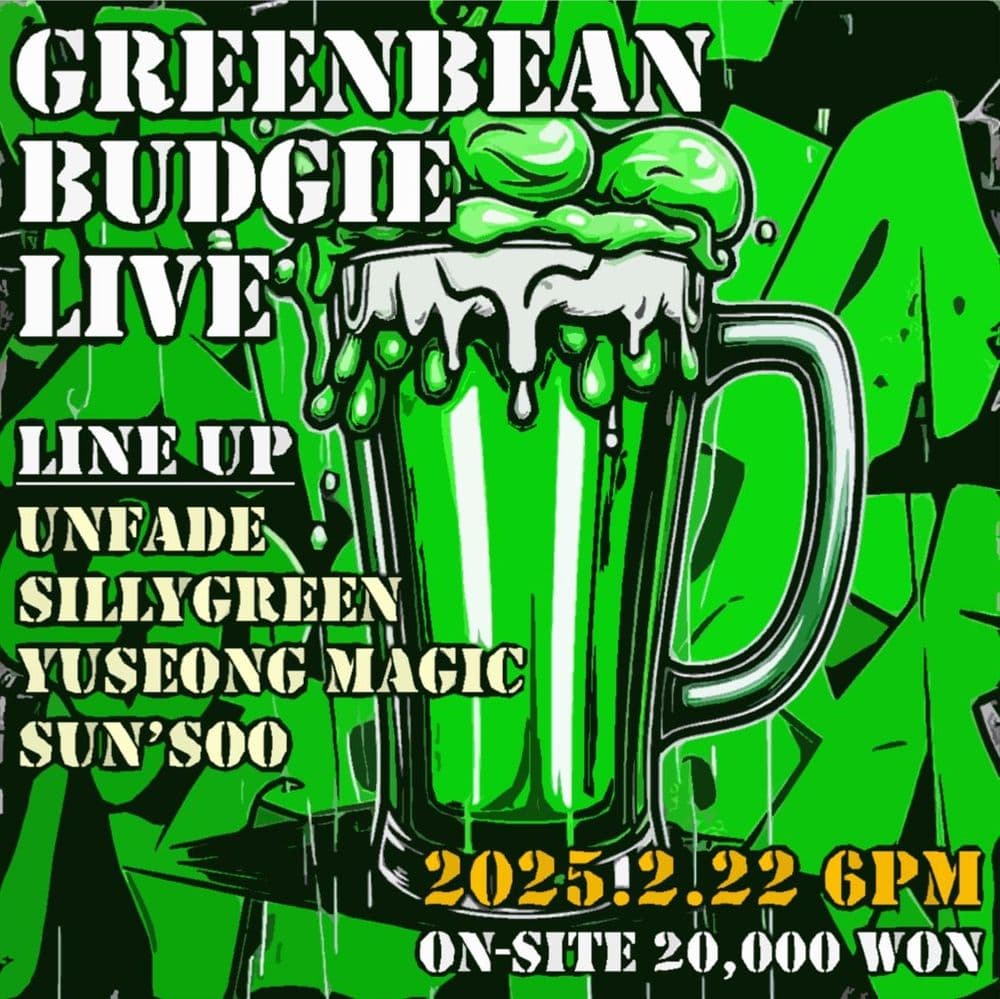 GREENBEAN
BUDGIE
LIVE
LINE UP
UNFADE
SILLYGREEN
YUSEONG MAGIC
SUN'SOO
2025.2.22 6PM
ON-SITE 20,000 WON